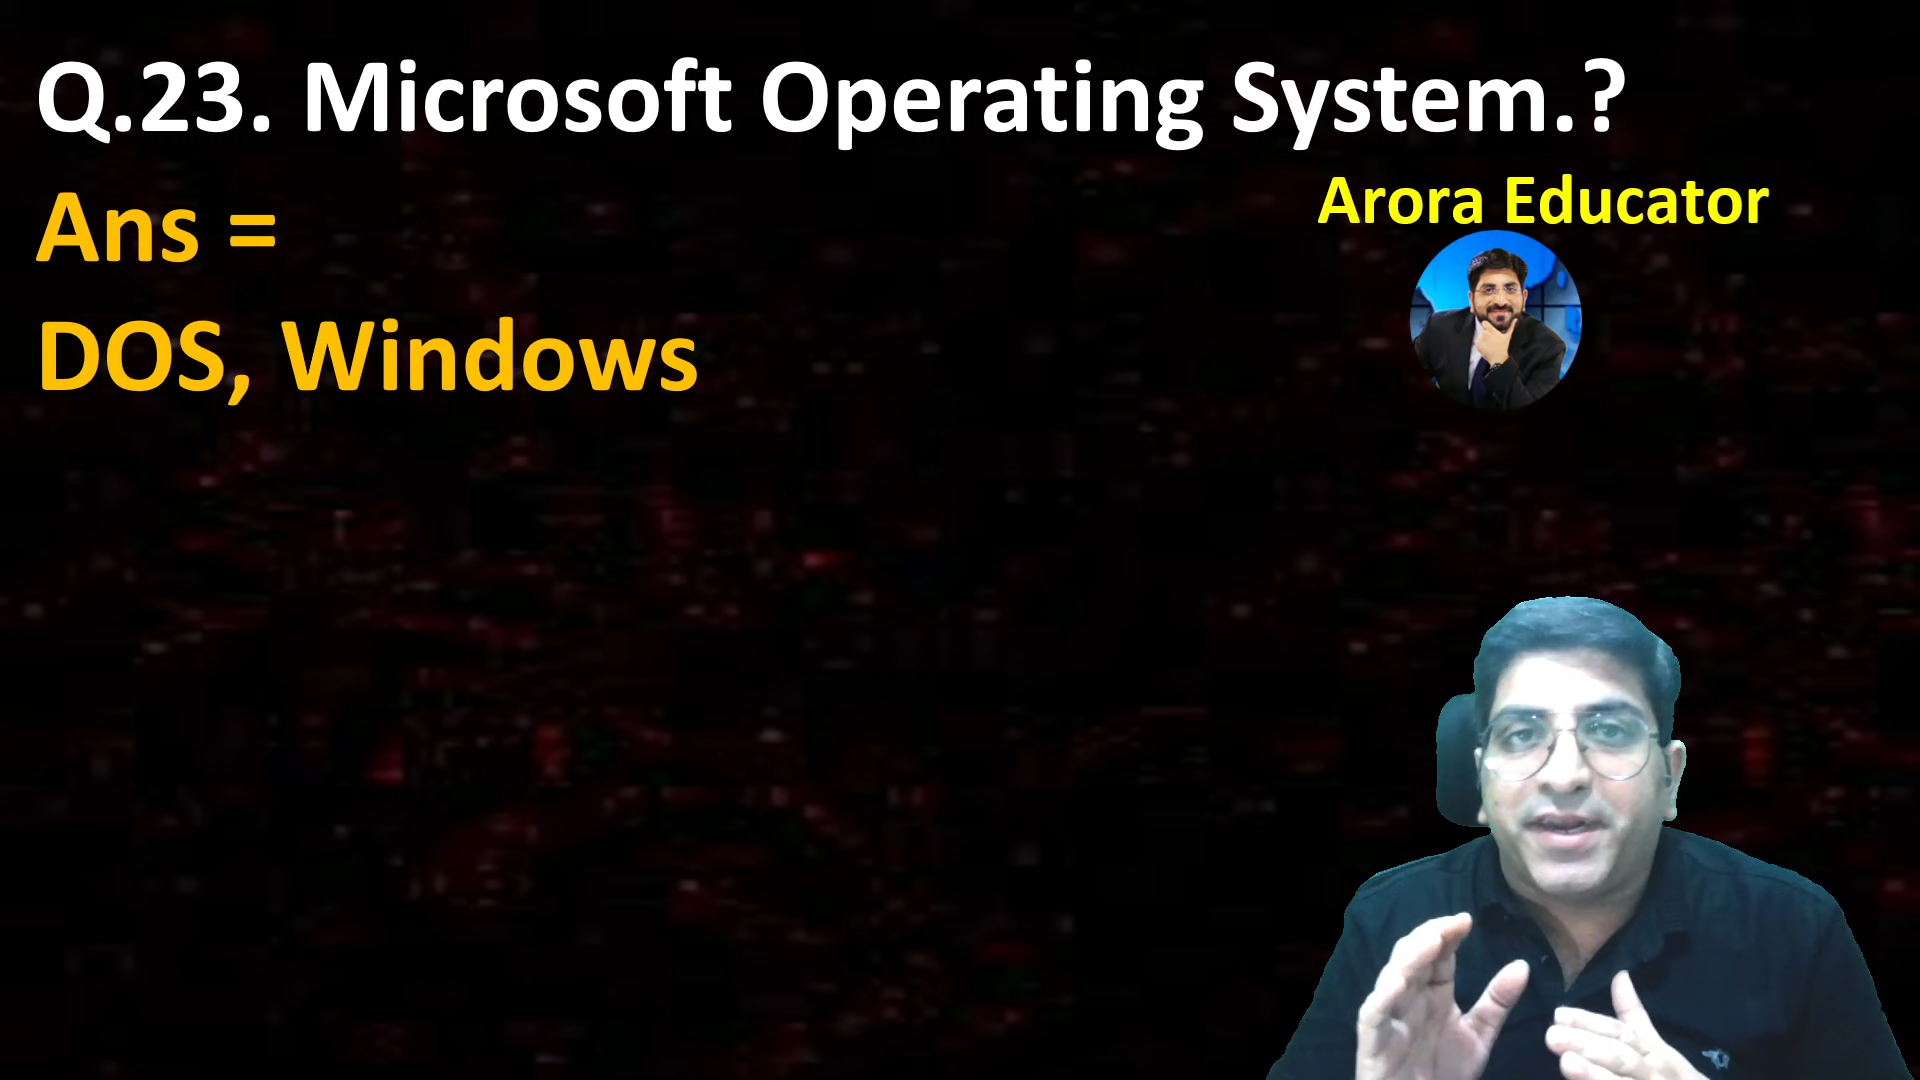 Q.23. Microsoft Operating System.?
Arora Educator
Ans =
DOS, Windows